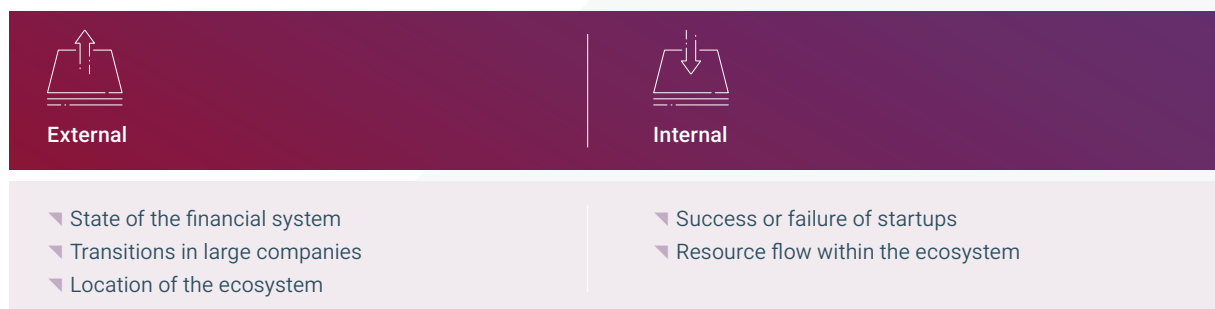 External
State of the financial system
Transitions in large companies
Location of the ecosystem
Internal
Success or failure of startups
Resource flow within the ecosystem